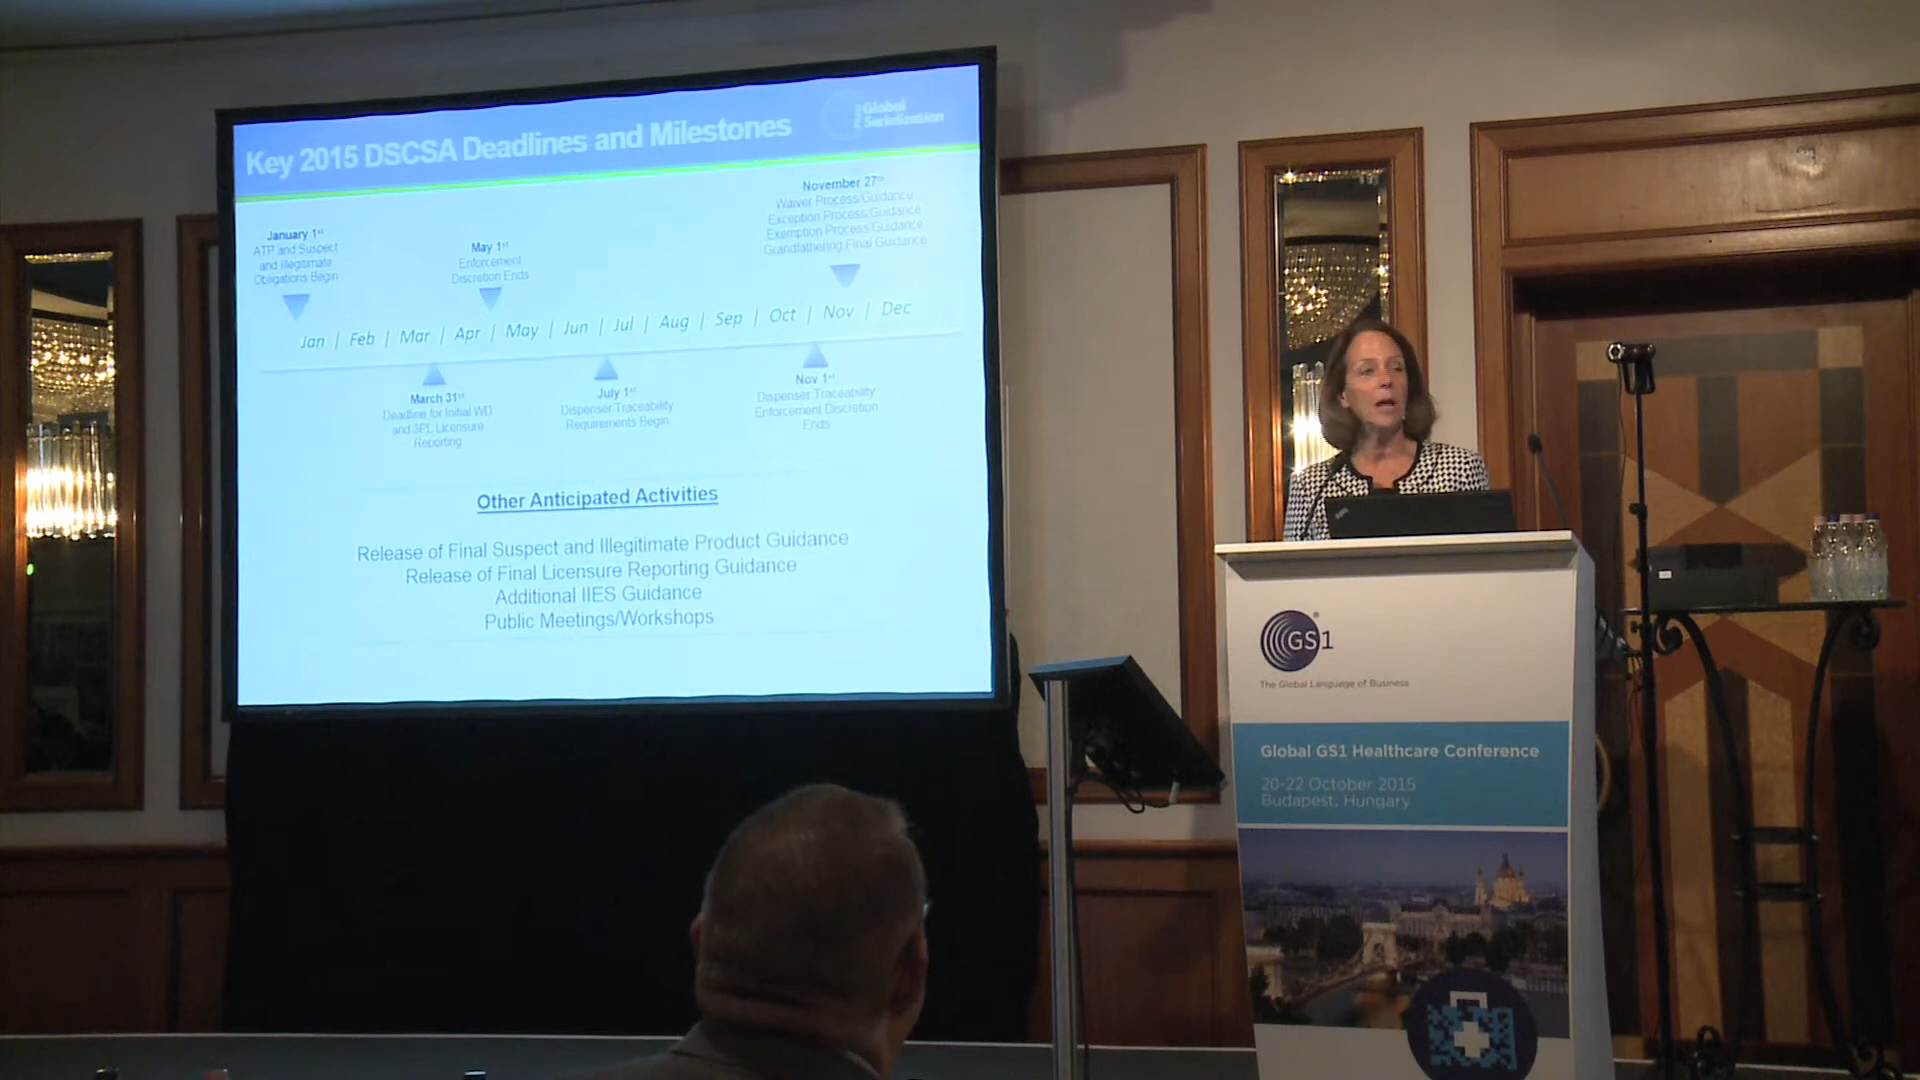 Key 2015 DSCSA Deadlines and Milestones
Global
Serialization
January 1st
ATP and Suspect
and Illegitimate
Obligations Begin
May 1st
Enforcement
Discretion Ends
November 27th
Waiver Process/Guidance
Exception Process/Guidance
Exemption Process/Guidance
Grandfathering Final Guidance
Jan | Feb | Mar | Apr | May | Jun | Jul | Aug | Sep | Oct | Nov | Dec
March 31st
Deadline for Initial WD
and 3PL Licensure
Reporting
July 1st
Dispenser Traceability
Requirements Begin
Nov 1st
Dispenser Traceability
Enforcement Discretion
Ends
Other Anticipated Activities
Release of Final Suspect and Illegitimate Product Guidance
Release of Final Licensure Reporting Guidance
Additional IIES Guidance
Public Meetings/Workshops
GS1®
The Global Language of Business
Global GS1 Healthcare Conference
20-22 October 2015
Budapest, Hungary